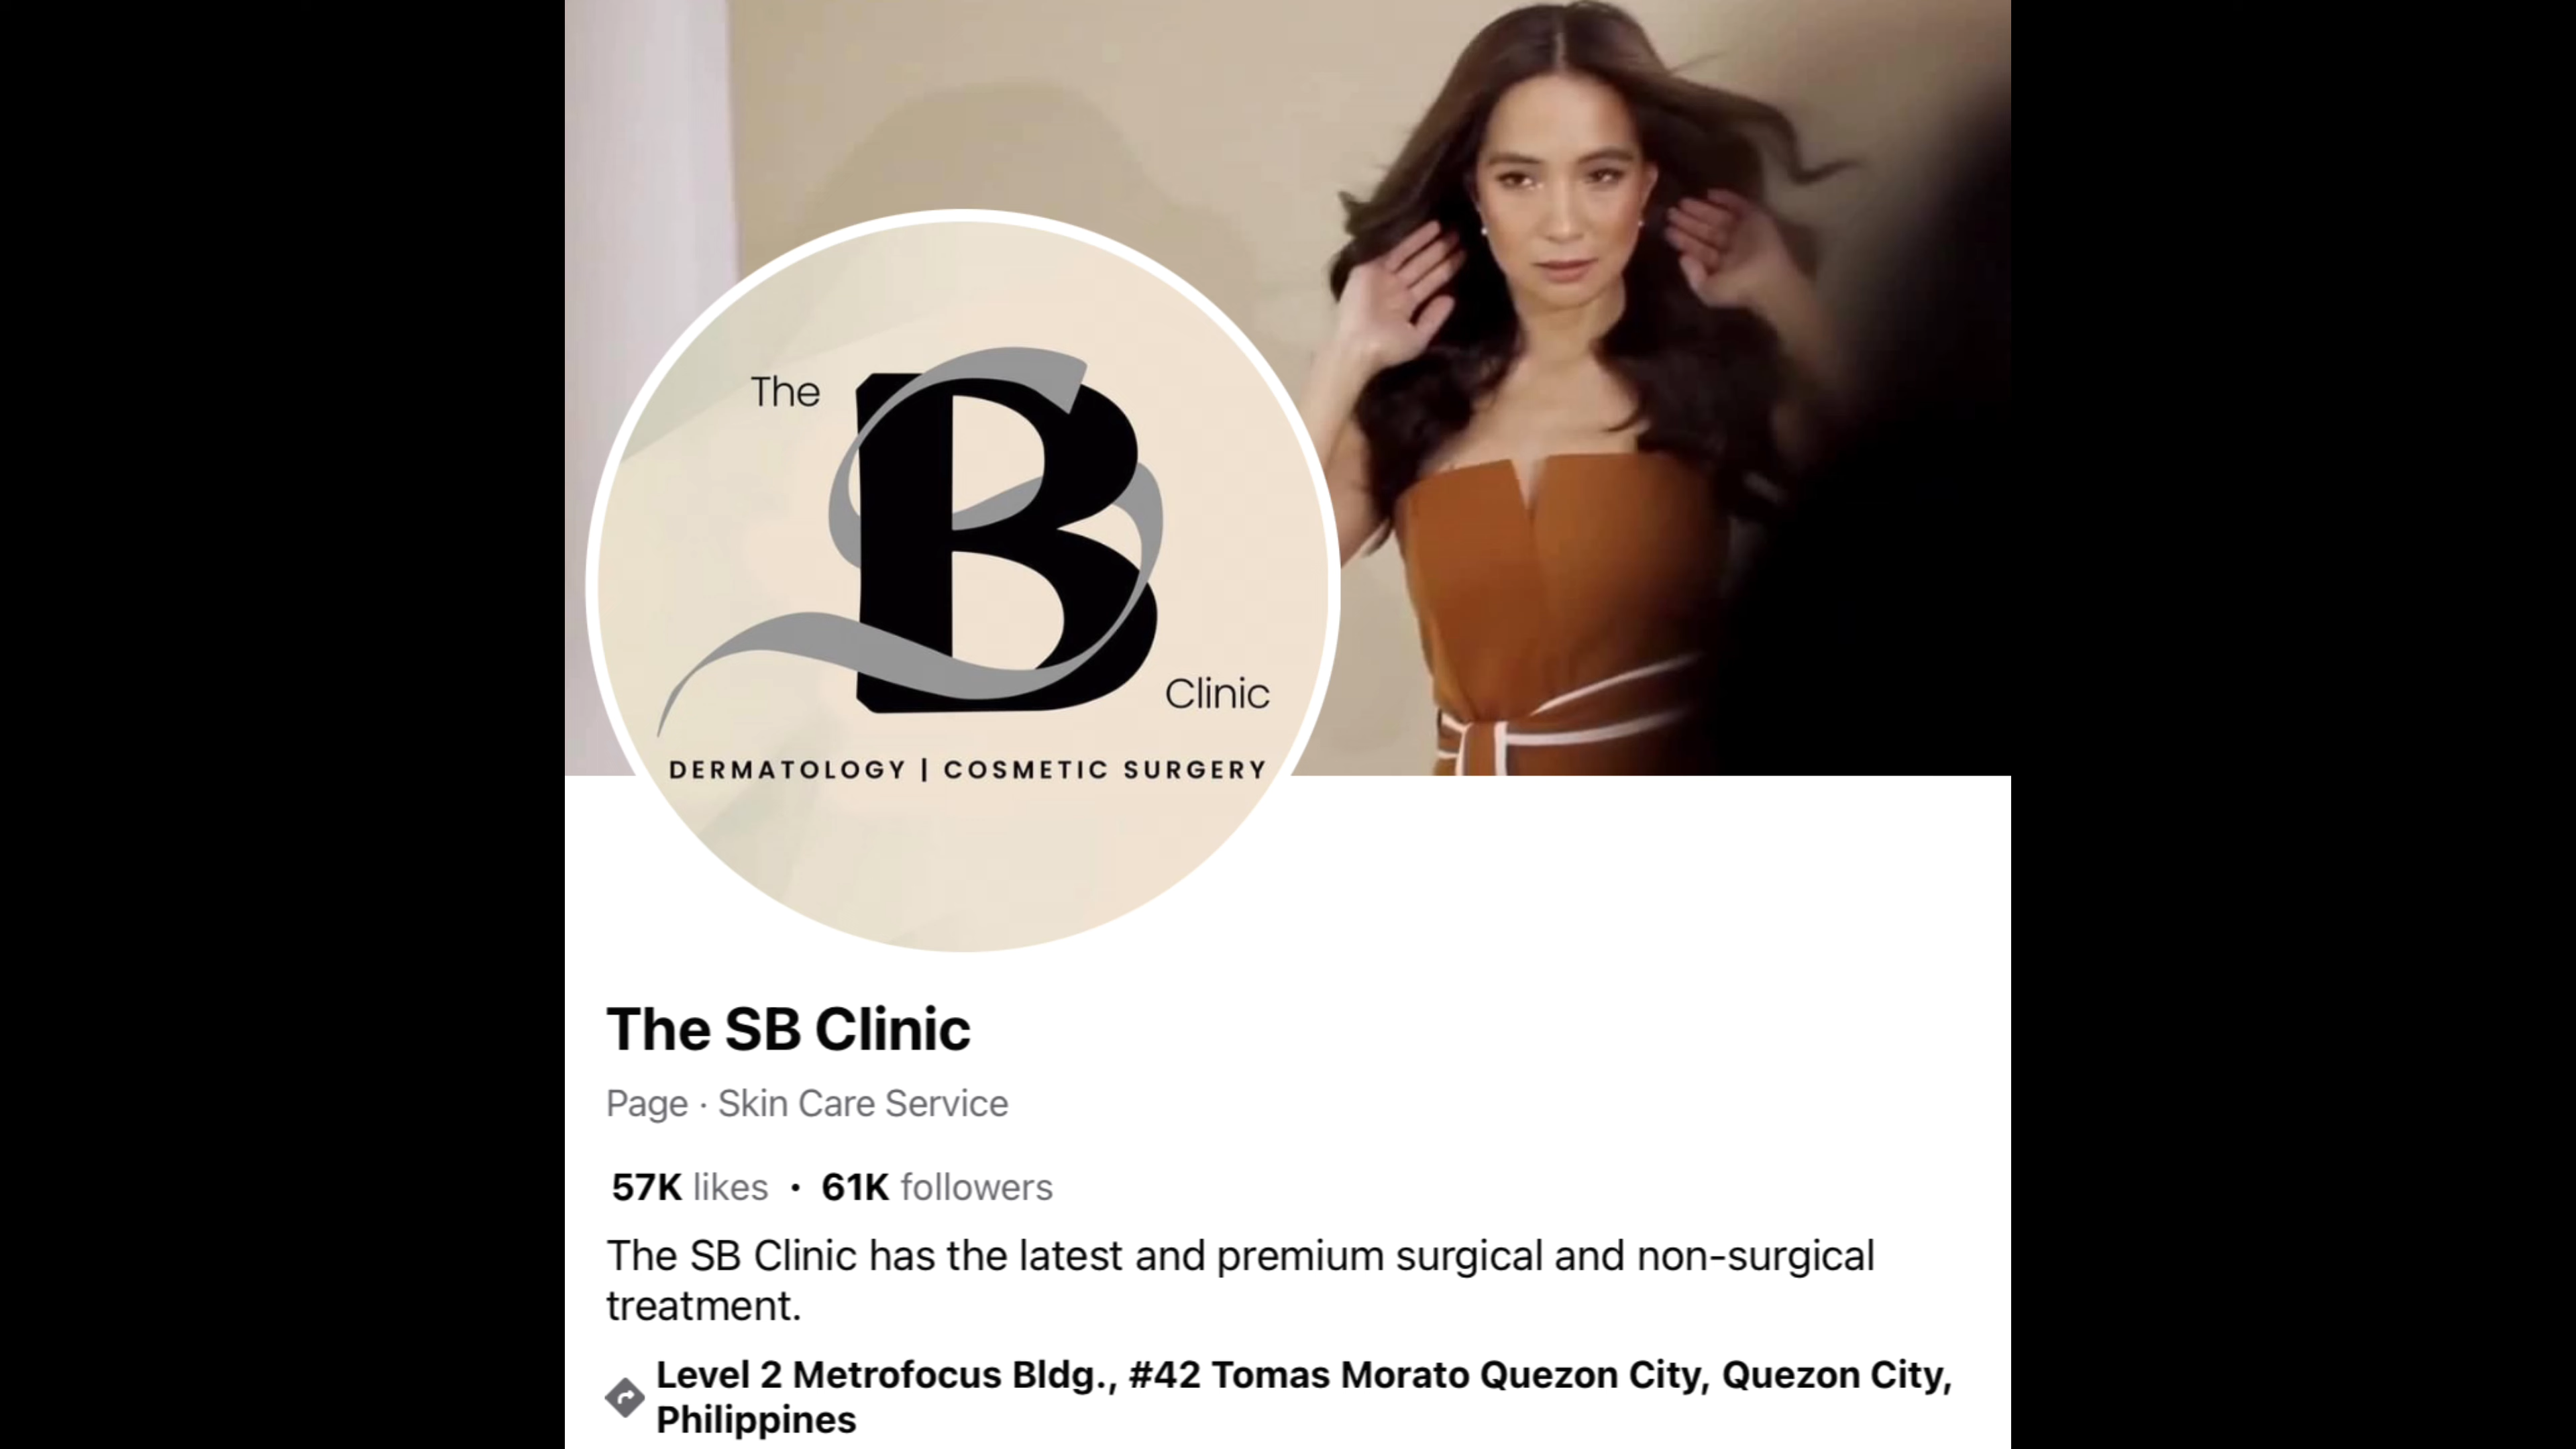 The
SB
Clinic
DERMATOLOGY | COSMETIC SURGERY
The SB Clinic
Page · Skin Care Service
57K likes • 61K followers
The SB Clinic has the latest and premium surgical and non-surgical
treatment.
Level 2 Metrofocus Bldg., #42 Tomas Morato Quezon City, Quezon City,
Philippines